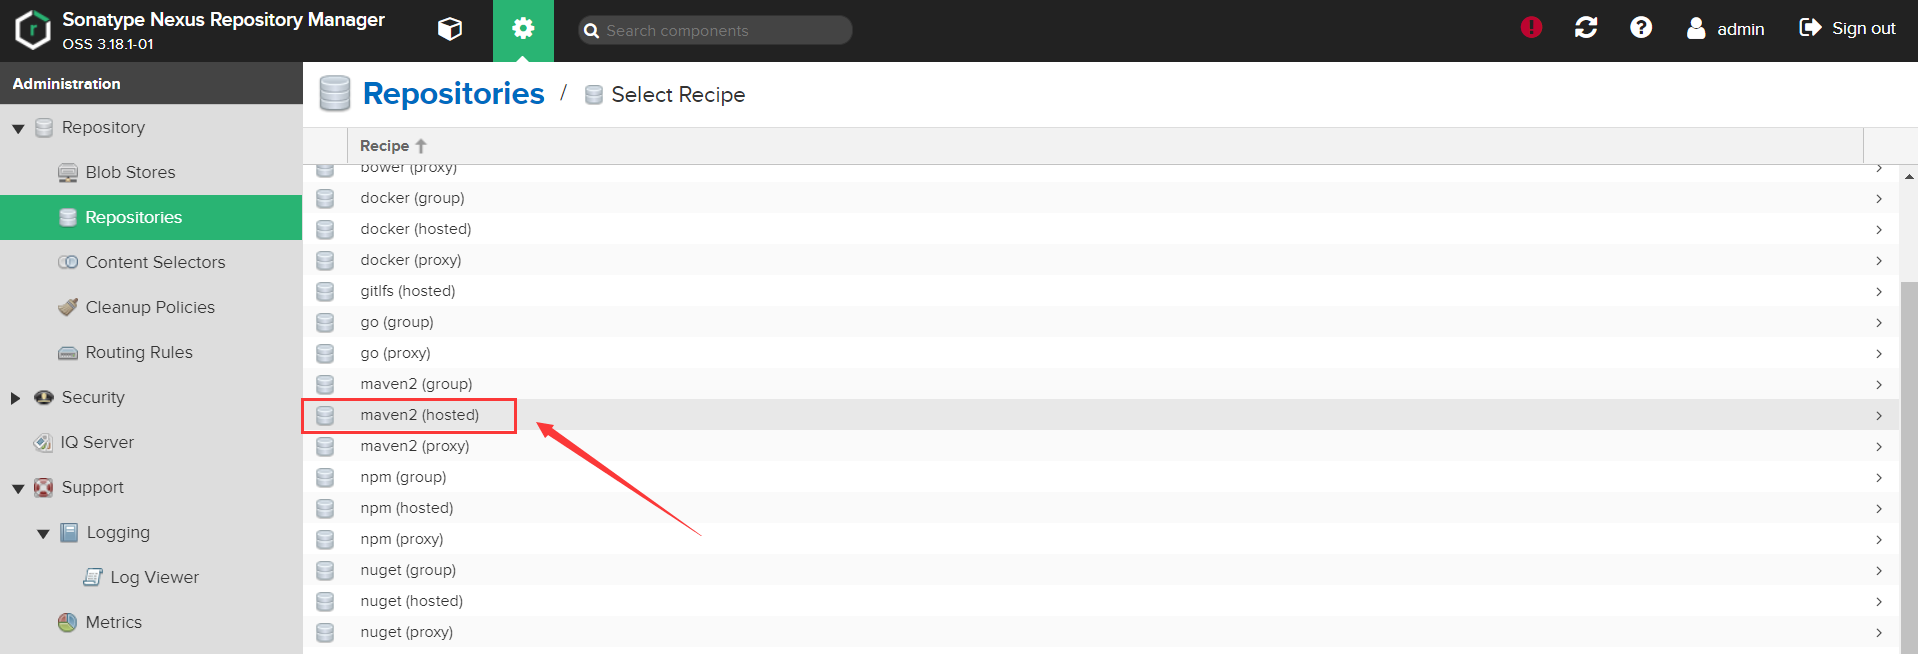 Sonatype Nexus Repository Manager
OSS 3.18.1-01
Search components
admin
Sign out
Administration
Repository
Blob Stores
Repositories
Content Selectors
Cleanup Policies
Routing Rules
Security
IQ Server
Support
Logging
Log Viewer
Metrics
Repositories / Select Recipe
Recipe
bower (proxy)
docker (group)
docker (hosted)
docker (proxy)
gitlfs (hosted)
go (group)
go (proxy)
maven2 (group)
maven2 (hosted)
maven2 (proxy)
npm (group)
npm (hosted)
npm (proxy)
nuget (group)
nuget (hosted)
nuget (proxy)